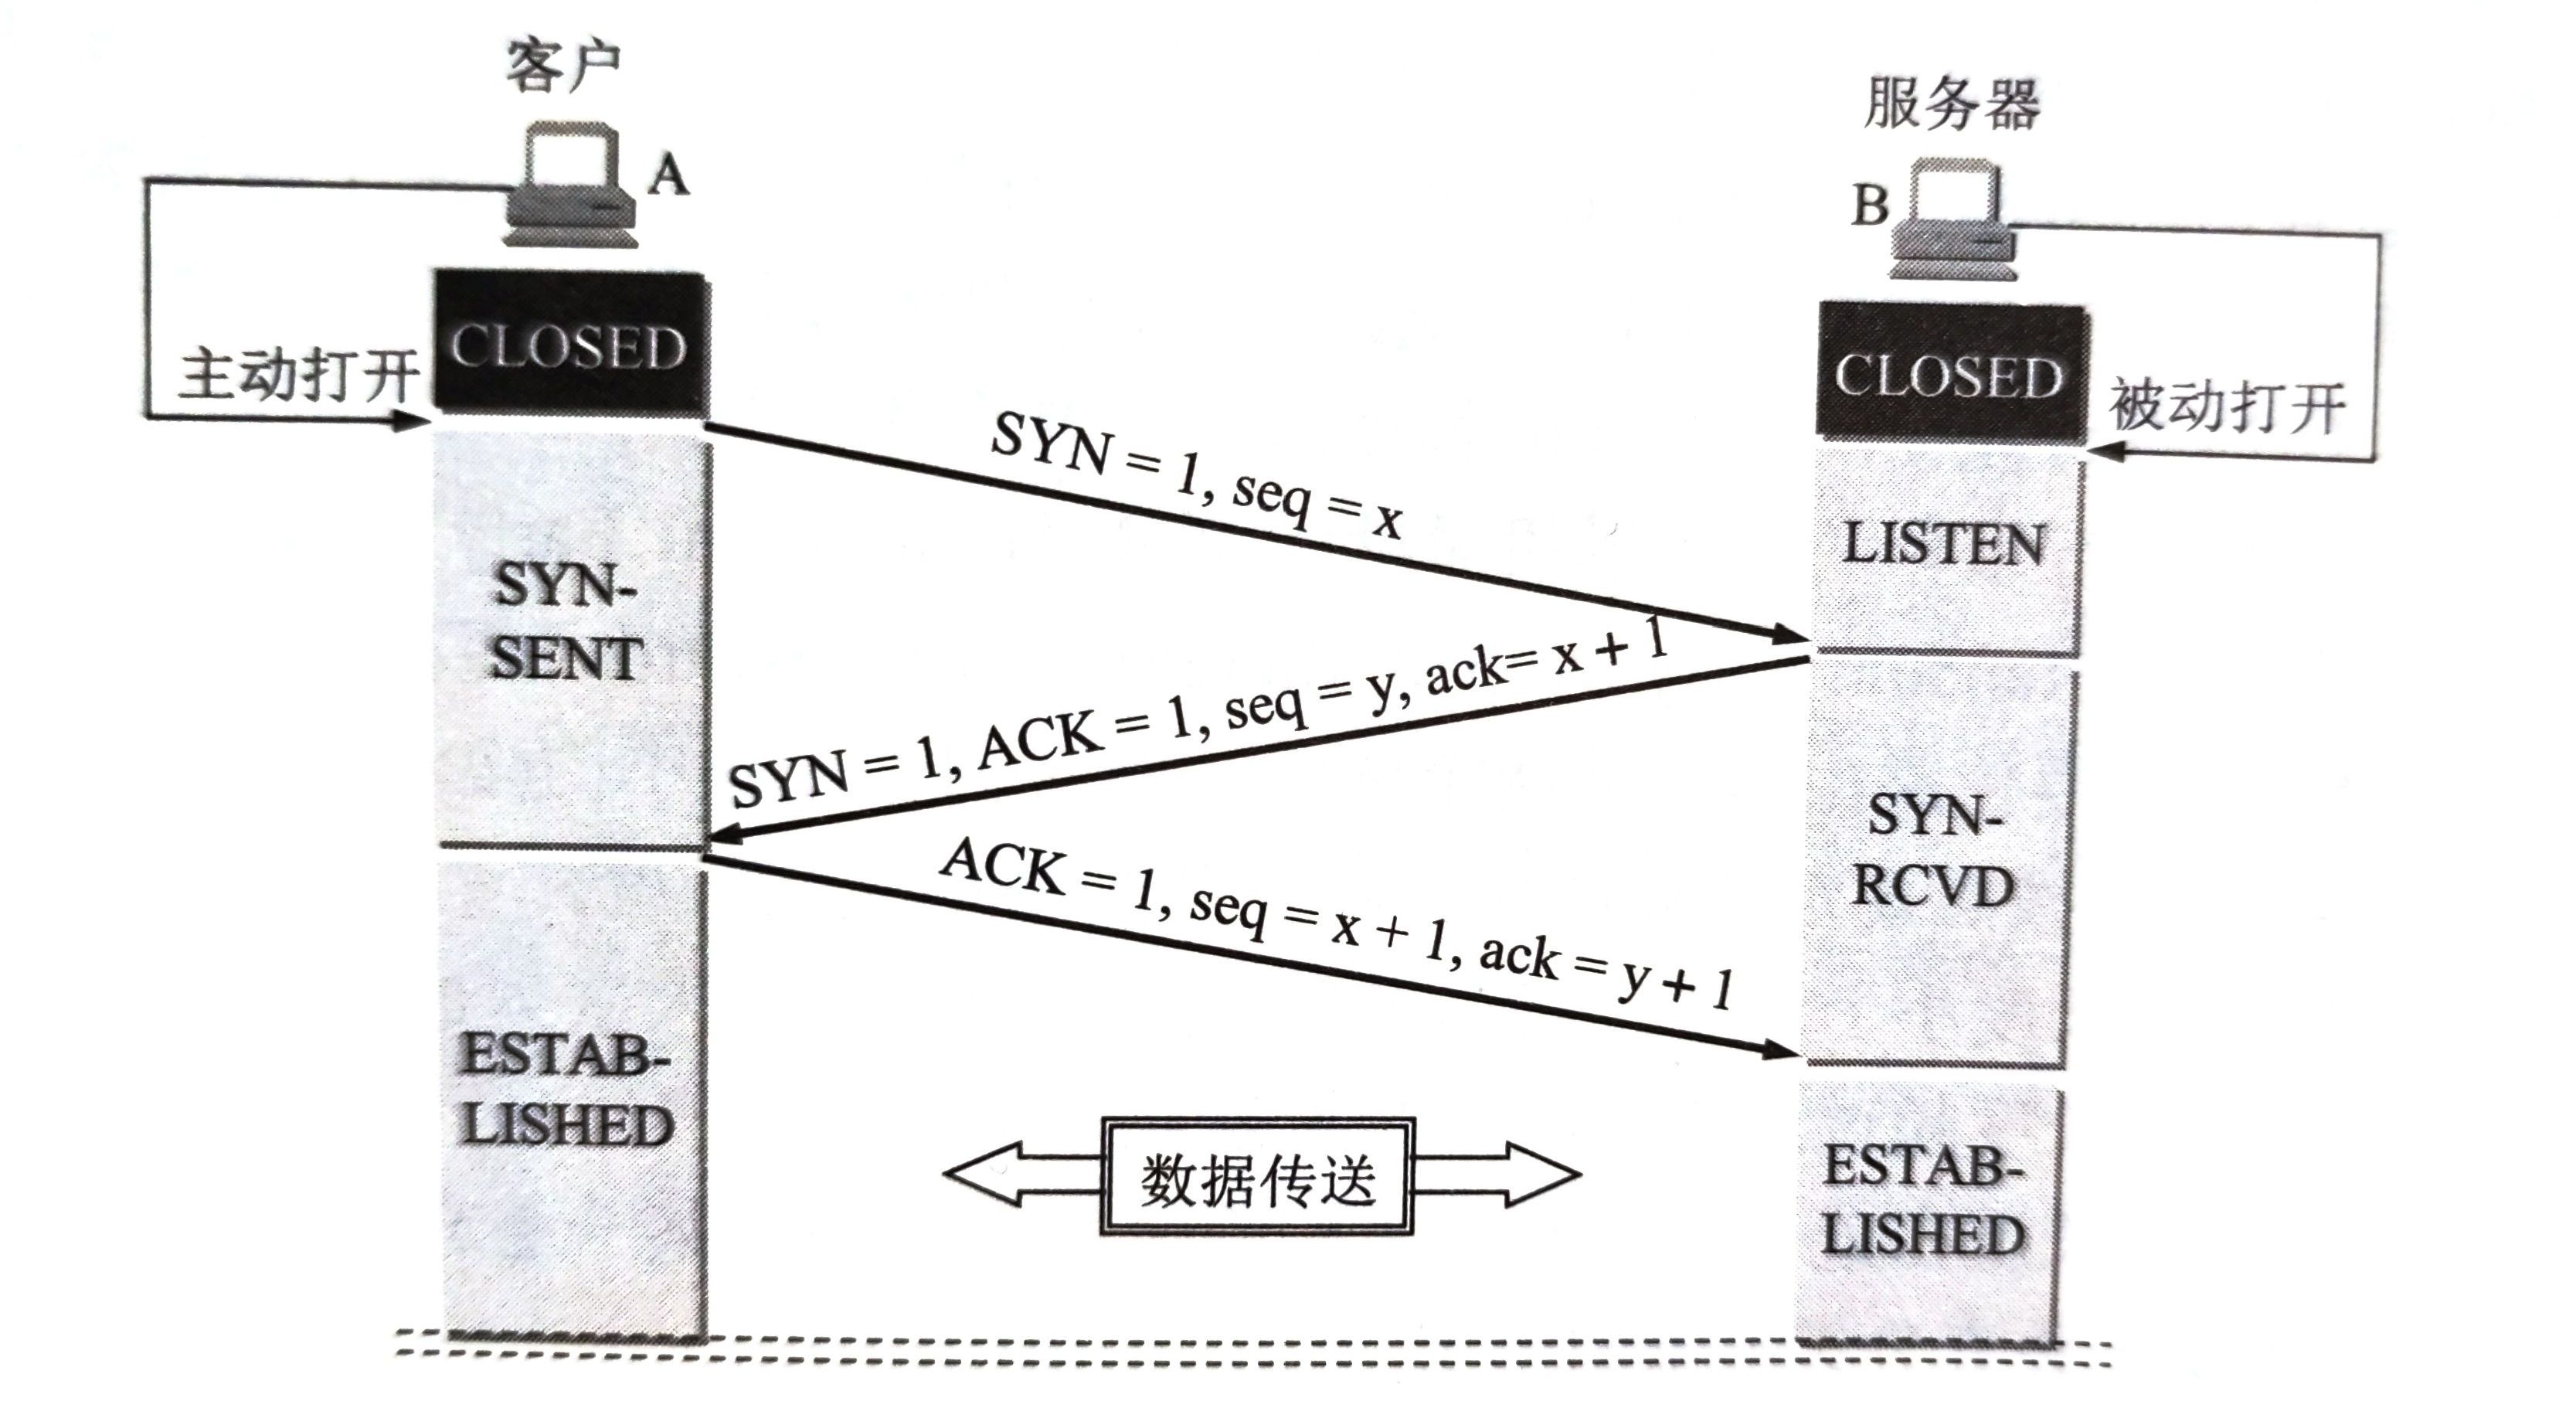 客户
服务器
A
B
CLOSED
主动打开
CLOSED
被动打开
SYN = 1, seq = x
LISTEN
SYN-
SENT
SYN = 1, ACK = 1, seq = y, ack= x + 1
SYN-
RCVD
ACK = 1, seq = x + 1, ack = y + 1
ESTAB-
LISHED
数据传送
ESTAB-
LISHED